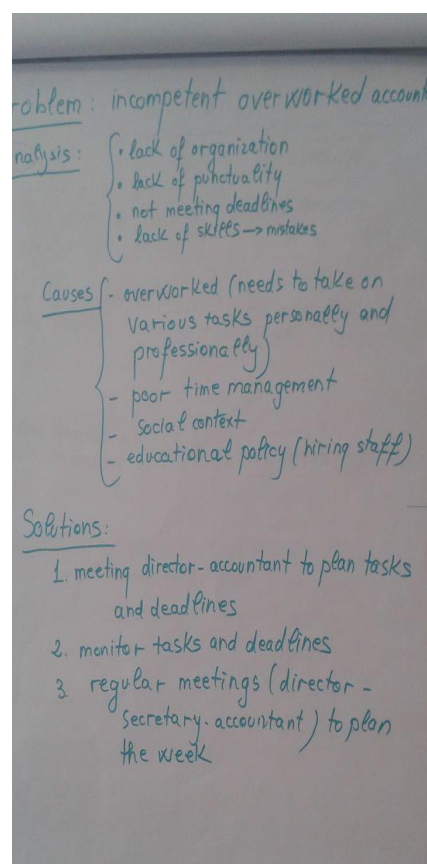 roblem: incompetent overworked account
nalysis:
• lack of organization
• lack of punctuality
• not meeting deadlines
• lack of skills → mistakes
Causes - overworked (needs to take on
various tasks personally and
professionally)
- poor time management
- social context
- educational policy (hiring staff)
Solutions:
1. meeting director-accountant to plan tasks
and deadlines
2. monitor tasks and deadlines
3. regular meetings (director-
secretary-accountant) to plan
the week